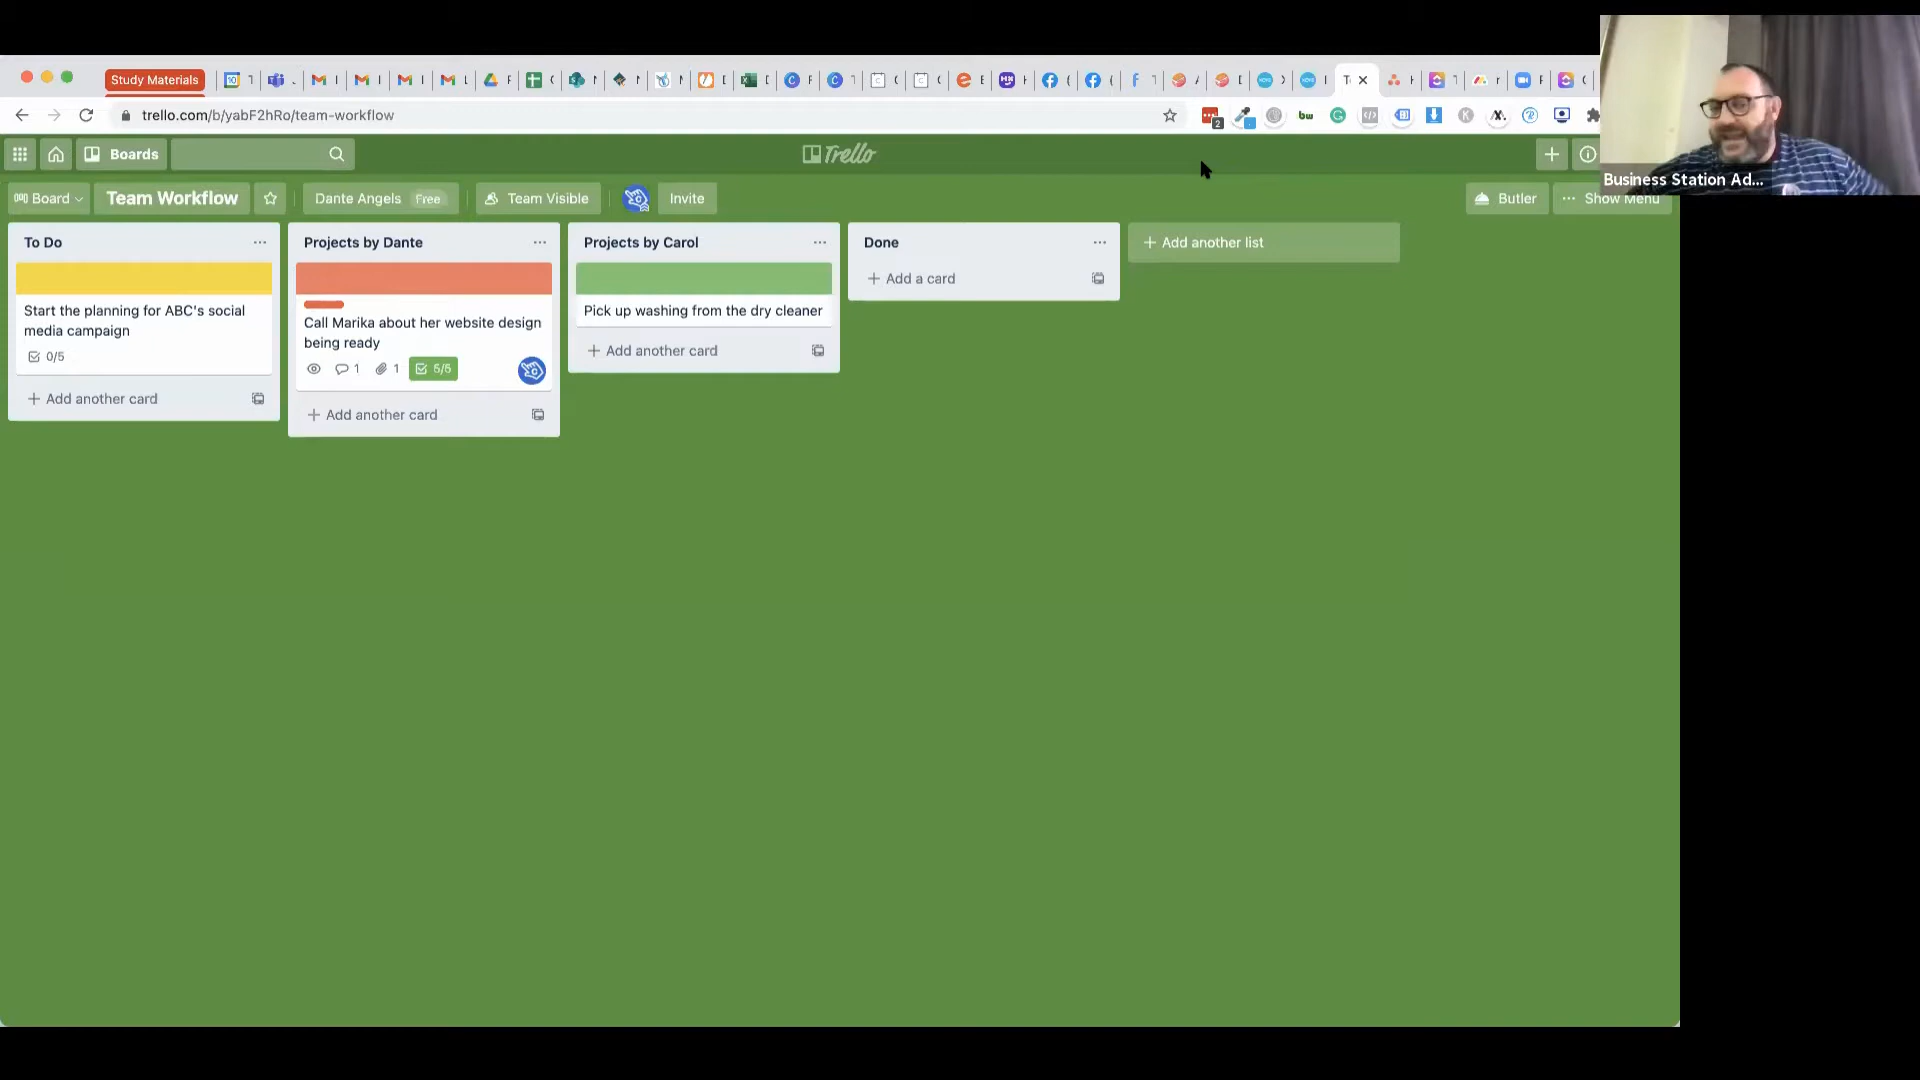 Study Materials
trello.com/b/yabF2hRo/team-workflow
2
Boards
Trello
Board
Team Workflow
Dante Angels Free
Team Visible
Invite
Butler
Show Menu
Business Station Ad...
To Do
Start the planning for ABC's social
media campaign
0/5
Add another card
Projects by Dante
Call Marika about her website design
being ready
1
1
5/5
Add another card
Projects by Carol
Pick up washing from the dry cleaner
Add another card
Done
Add a card
Add another list